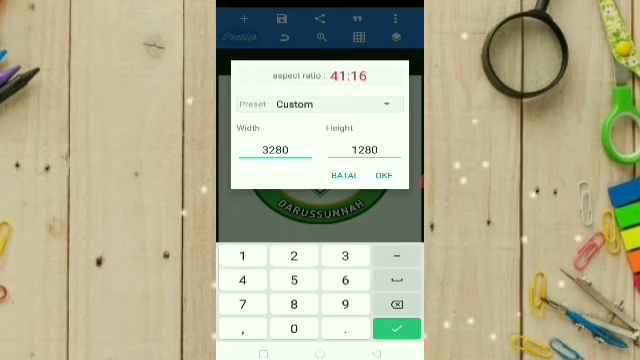 PixelLab
aspect ratio : 41:16
Preset Custom
Width Height
3280 1280
BATAL OKE
DARUSSUNNAH
1 2 3 -
4 5 6
7 8 9
, 0 .